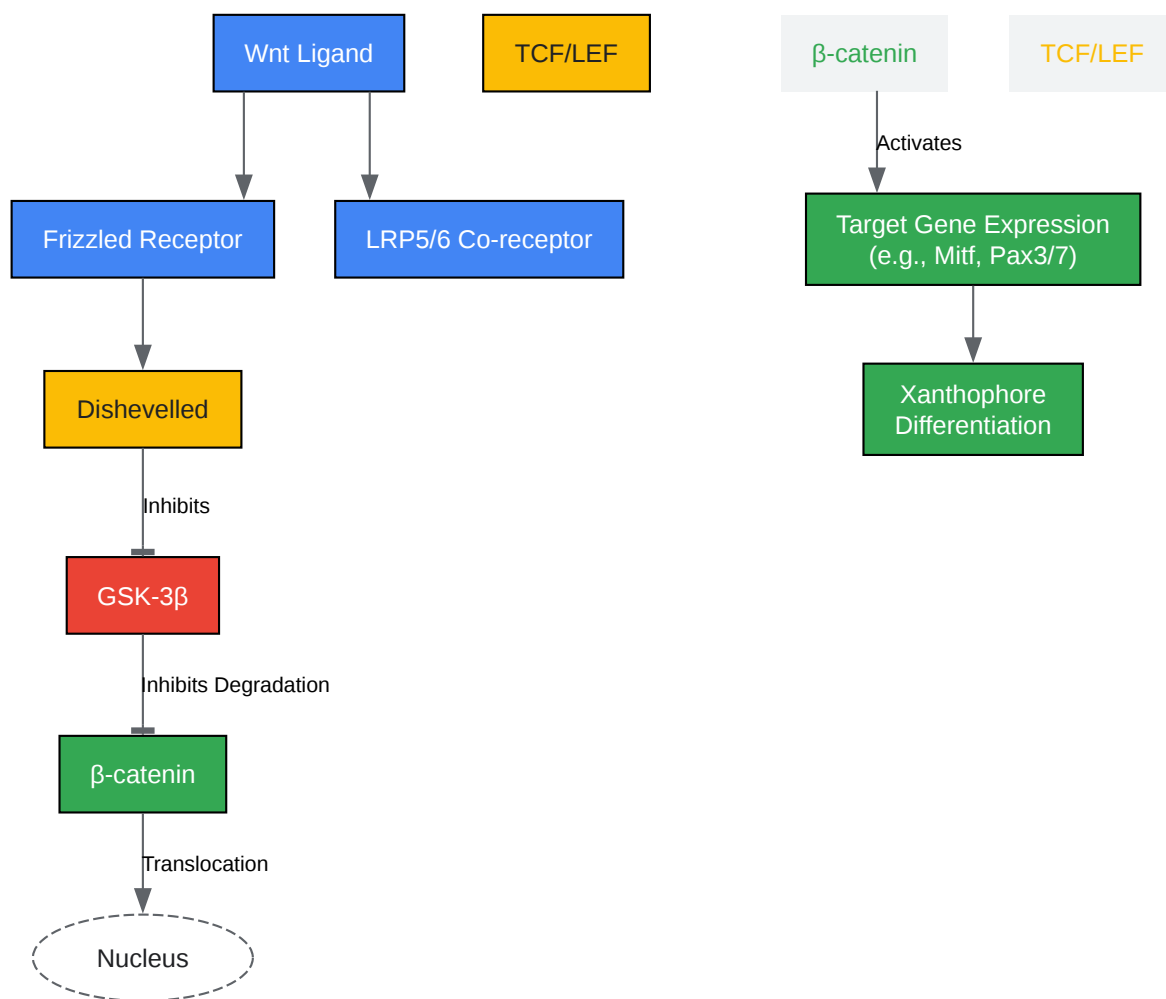 Wnt Ligand
TCF/LEF
β-catenin
TCF/LEF
Activates
Frizzled Receptor
LRP5/6 Co-receptor
Target Gene Expression
(e.g., Mitf, Pax3/7)
Dishevelled
Xanthophore
Differentiation
Inhibits
GSK-3β
Inhibits Degradation
β-catenin
Translocation
Nucleus